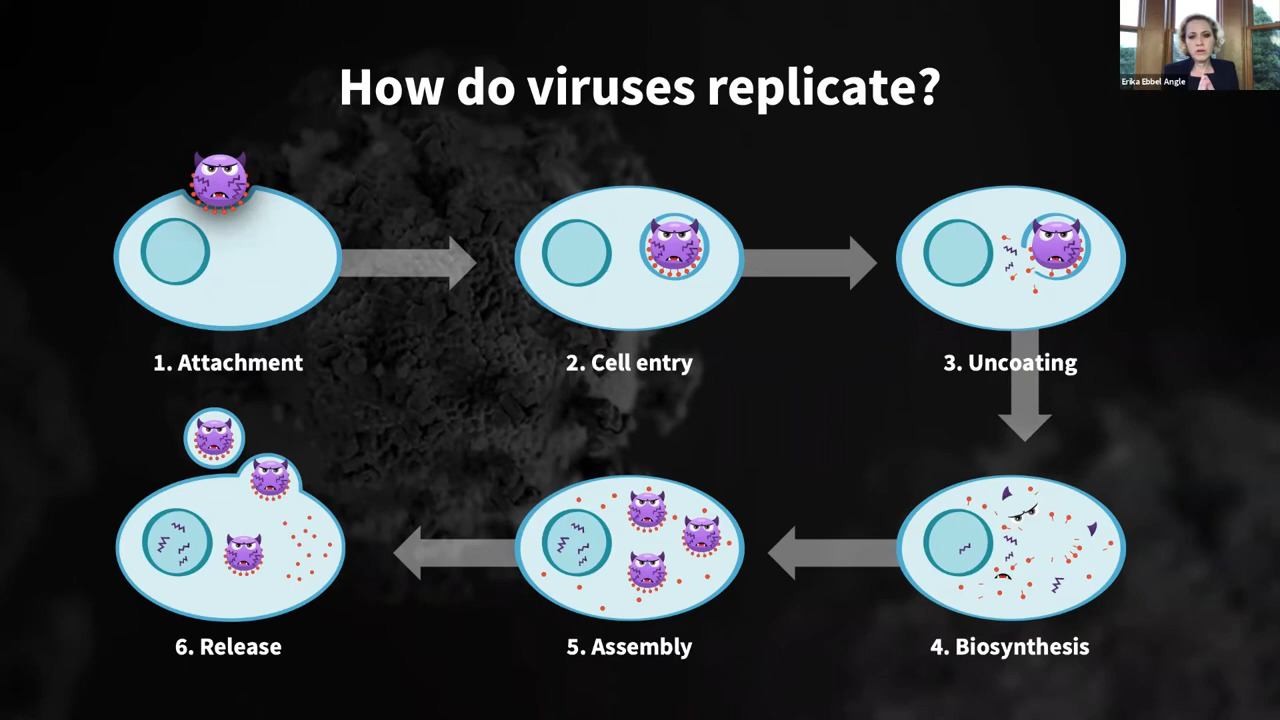 How do viruses replicate?
Erika Ebbel Angle
1. Attachment
2. Cell entry
3. Uncoating
6. Release
5. Assembly
4. Biosynthesis